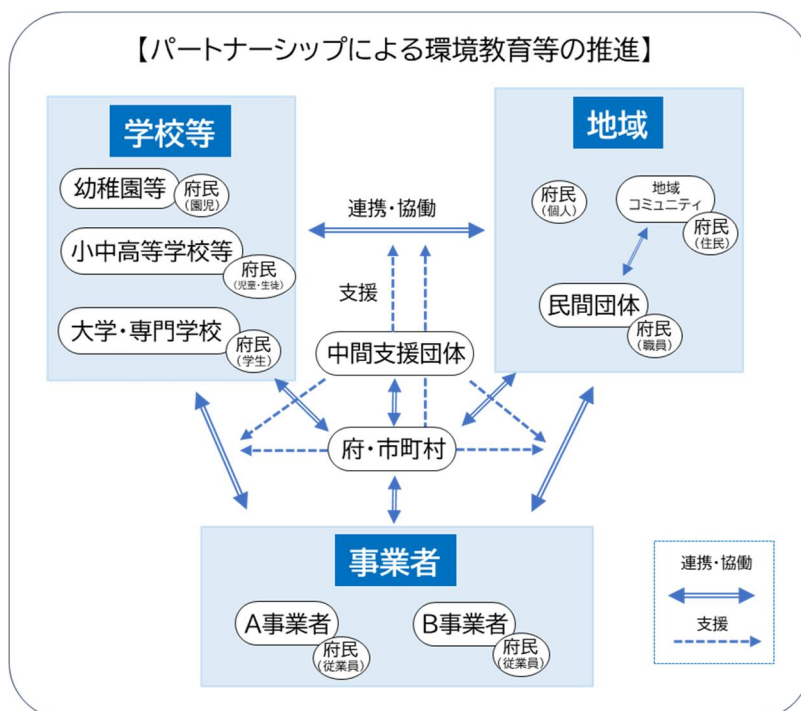 【パートナーシップによる環境教育等の推進】
学校等
幼稚園等
府民
(園児)
小中高等学校等
府民
(児童・生徒)
大学・専門学校
府民
(学生)
地域
府民
(個人)
地域
コミュニティ
府民
(住民)
民間団体
府民
(職員)
連携・協働
支援
中間支援団体
府・市町村
事業者
A事業者
府民
(従業員)
B事業者
府民
(従業員)
連携・協働
支援